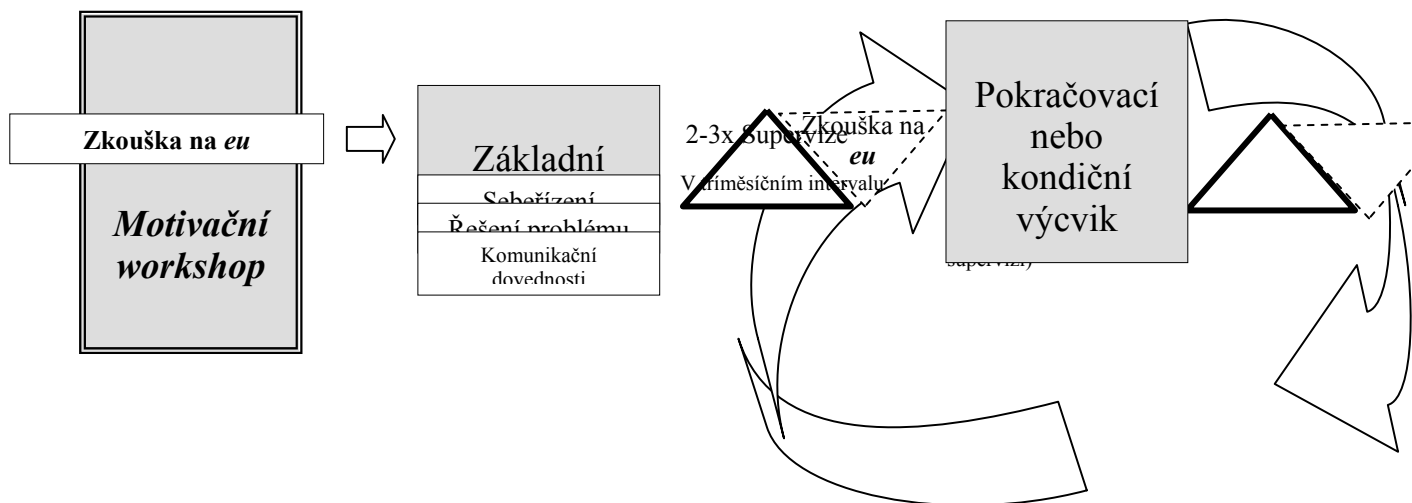 Zkouška na eu
Motivační
workshop
Základní
Sebeřízení
Řešení problému
Komunikační
dovednosti
2-3x Supervize
V tříměsíčním intervalu
Zkouška na
eu
Pokračovací
nebo
kondiční
výcvik
supervizí)